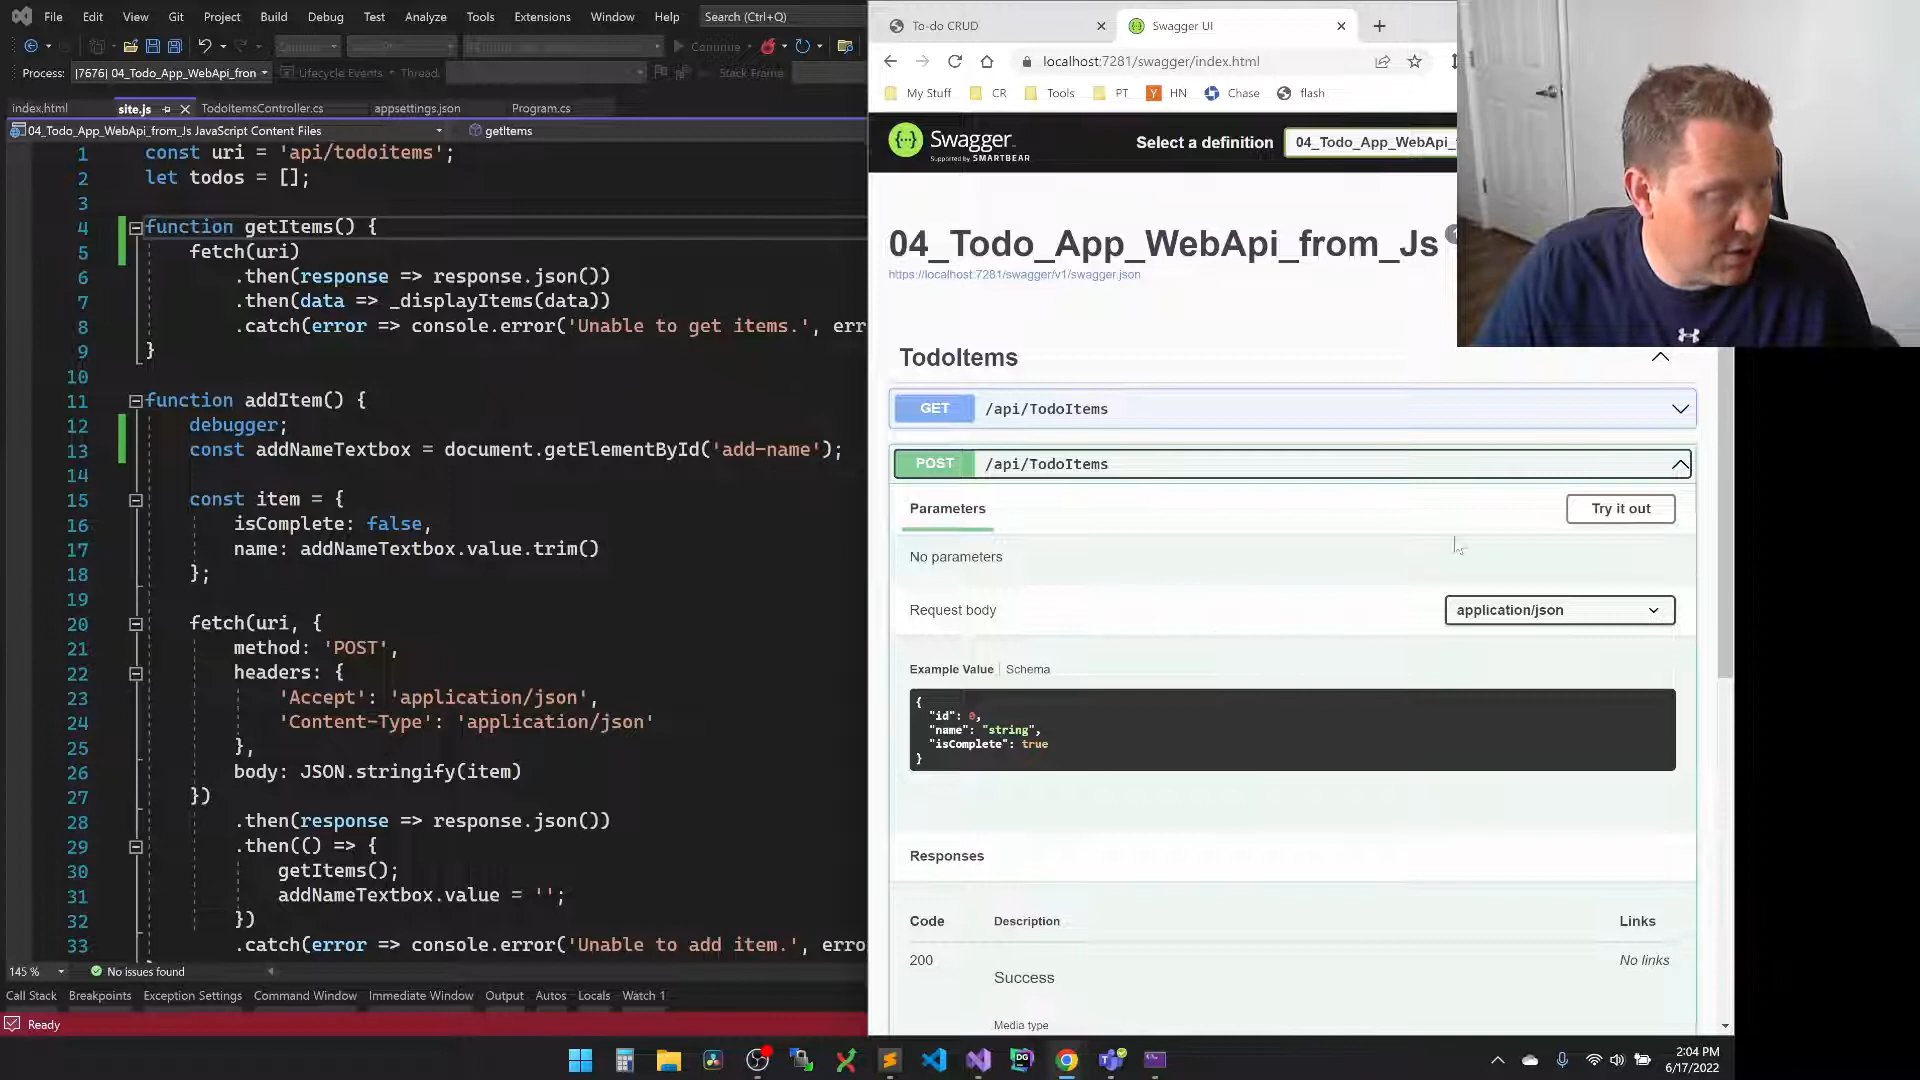 File Edit View Git Project Build Debug Test Analyze Tools Extensions Window Help Search (Ctrl+Q)
Continue
Process: [7676] 04_Todo_App_WebApi_fron Lifecycle Events Thread: Stack Frame
index.html site.js TodoItemsController.cs appsettings.json Program.cs
04_Todo_App_WebApi_from_Js JavaScript Content Files getItems
1 const uri = 'api/todoitems';
2 let todos = [];
3
4 function getItems() {
5 fetch(uri)
6 .then(response => response.json())
7 .then(data => _displayItems(data))
8 .catch(error => console.error('Unable to get items.', err
9 }
10
11 function addItem() {
12 debugger;
13 const addNameTextbox = document.getElementById('add-name');
14
15 const item = {
16 isComplete: false,
17 name: addNameTextbox.value.trim()
18 };
19
20 fetch(uri, {
21 method: 'POST',
22 headers: {
23 'Accept': 'application/json',
24 'Content-Type': 'application/json'
25 },
26 body: JSON.stringify(item)
27 })
28 .then(response => response.json())
29 .then(() => {
30 getItems();
31 addNameTextbox.value = '';
32 })
33 .catch(error => console.error('Unable to add item.', erro
145 % No issues found
Call Stack Breakpoints Exception Settings Command Window Immediate Window Output Autos Locals Watch 1
Ready
To-do CRUD Swagger UI
localhost:7281/swagger/index.html
My Stuff CR Tools PT HN Chase flash
Swagger
Supported by SMARTBEAR
Select a definition 04_Todo_App_WebApi_
04_Todo_App_WebApi_from_Js
https://localhost:7281/swagger/v1/swagger.json
TodoItems
GET /api/TodoItems
POST /api/TodoItems
Parameters Try it out
No parameters
Request body application/json
Example Value Schema
{
"id": 0,
"name": "string",
"isComplete": true
}
Responses
Code Description Links
200 Success No links
Media type
2:04 PM
6/17/2022